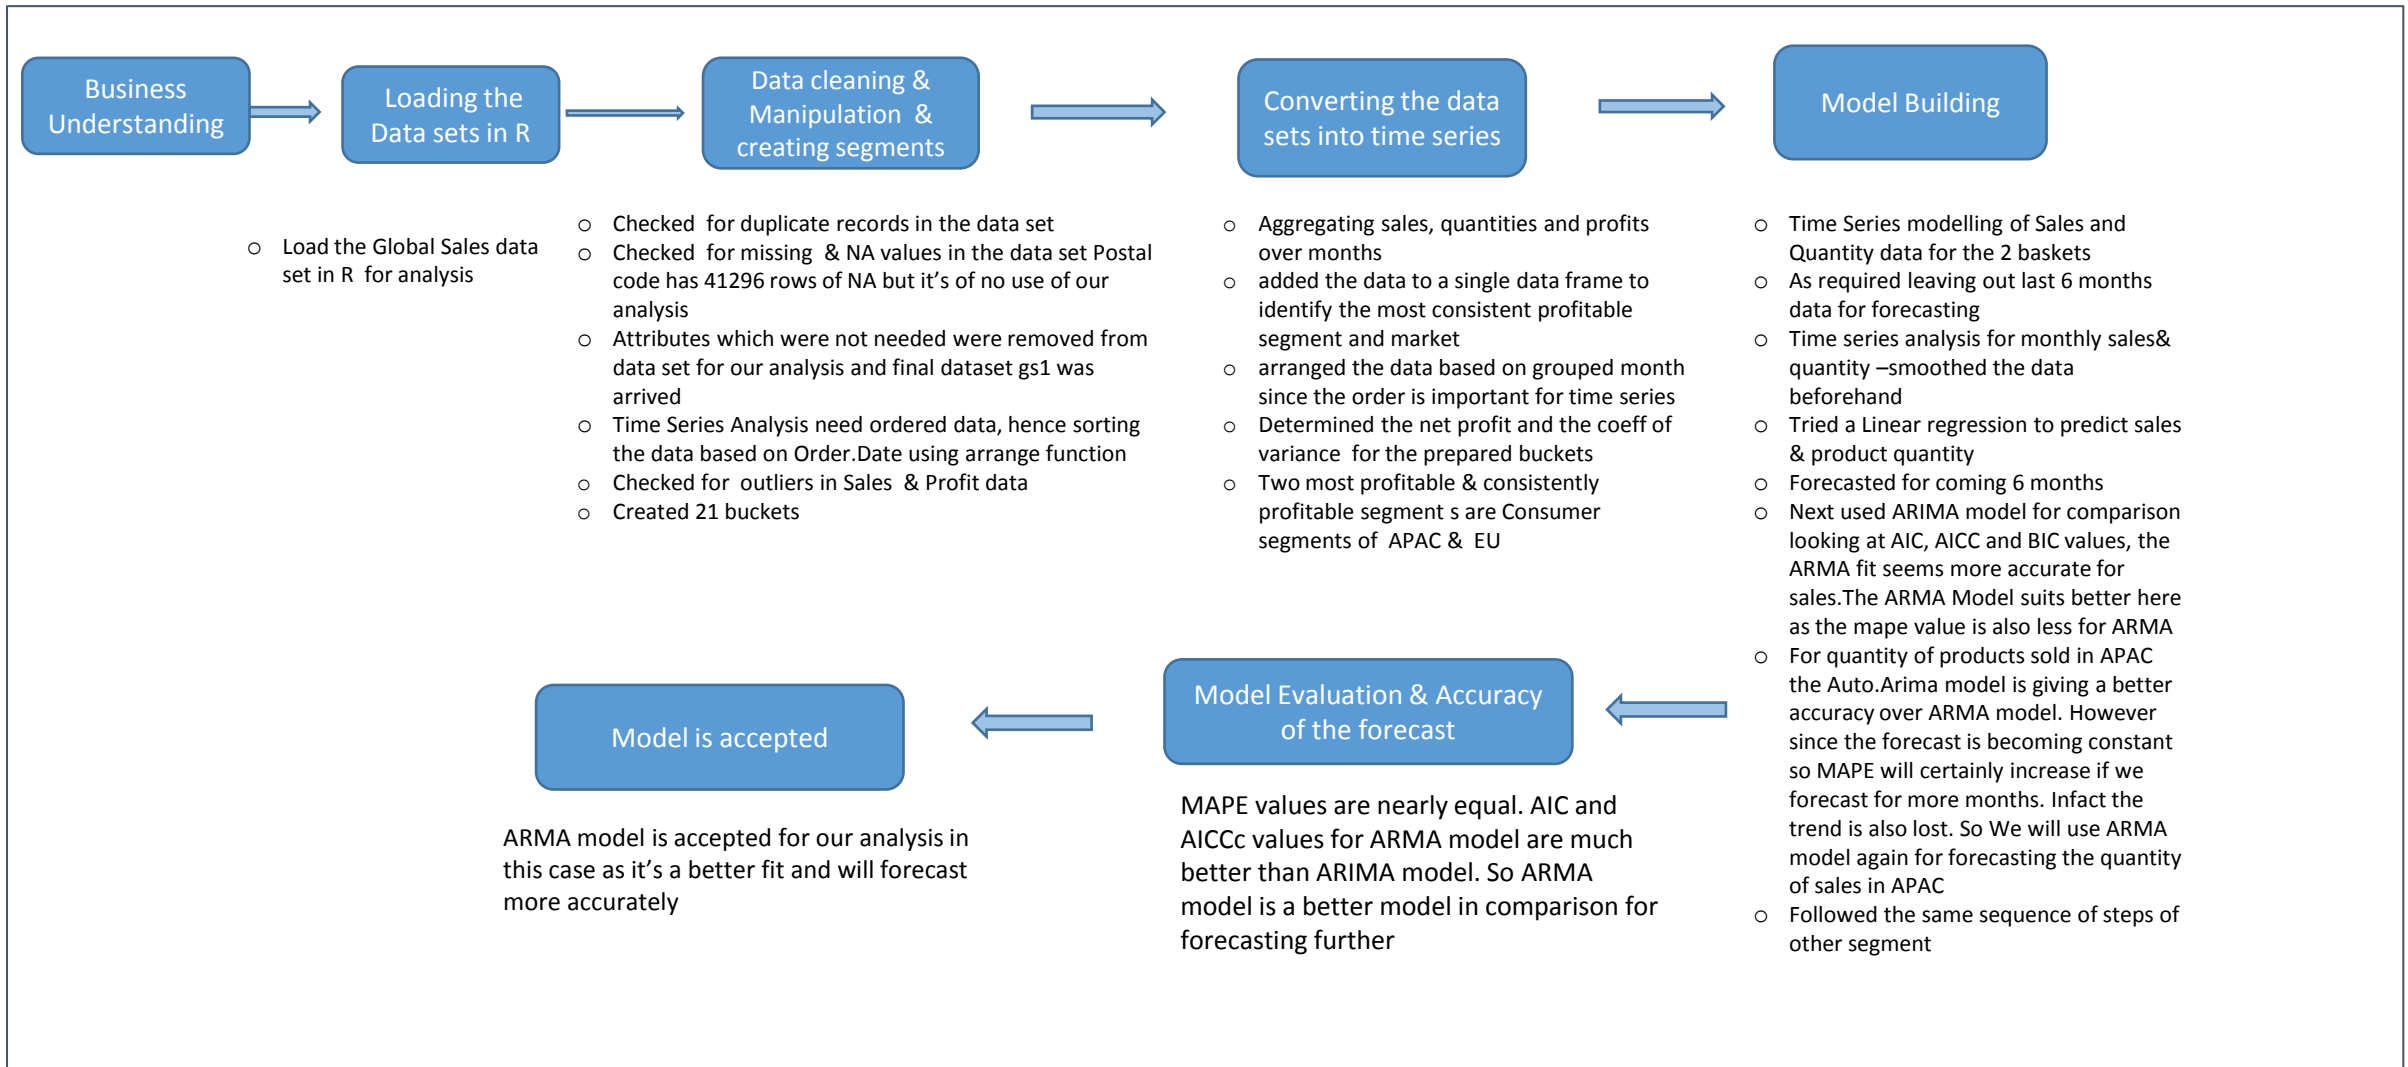 Business
Understanding
Loading the
Data sets in R
Data cleaning &
Manipulation &
creating segments
Converting the data
sets into time series
Model Building
o Load the Global Sales data
set in R for analysis
o Checked for duplicate records in the data set
o Checked for missing & NA values in the data set Postal
code has 41296 rows of NA but it's of no use of our
analysis
o Attributes which were not needed were removed from
data set for our analysis and final dataset gs1 was
arrived
o Time Series Analysis need ordered data, hence sorting
the data based on Order.Date using arrange function
o Checked for outliers in Sales & Profit data
o Created 21 buckets
o Aggregating sales, quantities and profits
over months
o added the data to a single data frame to
identify the most consistent profitable
segment and market
o arranged the data based on grouped month
since the order is important for time series
o Determined the net profit and the coeff of
variance for the prepared buckets
o Two most profitable & consistently
profitable segment s are Consumer
segments of APAC & EU
o Time Series modelling of Sales and
Quantity data for the 2 baskets
o As required leaving out last 6 months
data for forecasting
o Time series analysis for monthly sales&
quantity –smoothed the data
beforehand
o Tried a Linear regression to predict sales
& product quantity
o Forecasted for coming 6 months
o Next used ARIMA model for comparison
looking at AIC, AICC and BIC values, the
ARMA fit seems more accurate for
sales.The ARMA Model suits better here
as the mape value is also less for ARMA
o For quantity of products sold in APAC
the Auto.Arima model is giving a better
accuracy over ARMA model. However
since the forecast is becoming constant
so MAPE will certainly increase if we
forecast for more months. Infact the
trend is also lost. So We will use ARMA
model again for forecasting the quantity
of sales in APAC
o Followed the same sequence of steps of
other segment
Model Evaluation & Accuracy
of the forecast
MAPE values are nearly equal. AIC and
AICCc values for ARMA model are much
better than ARIMA model. So ARMA
model is a better model in comparison for
forecasting further
Model is accepted
ARMA model is accepted for our analysis in
this case as it's a better fit and will forecast
more accurately